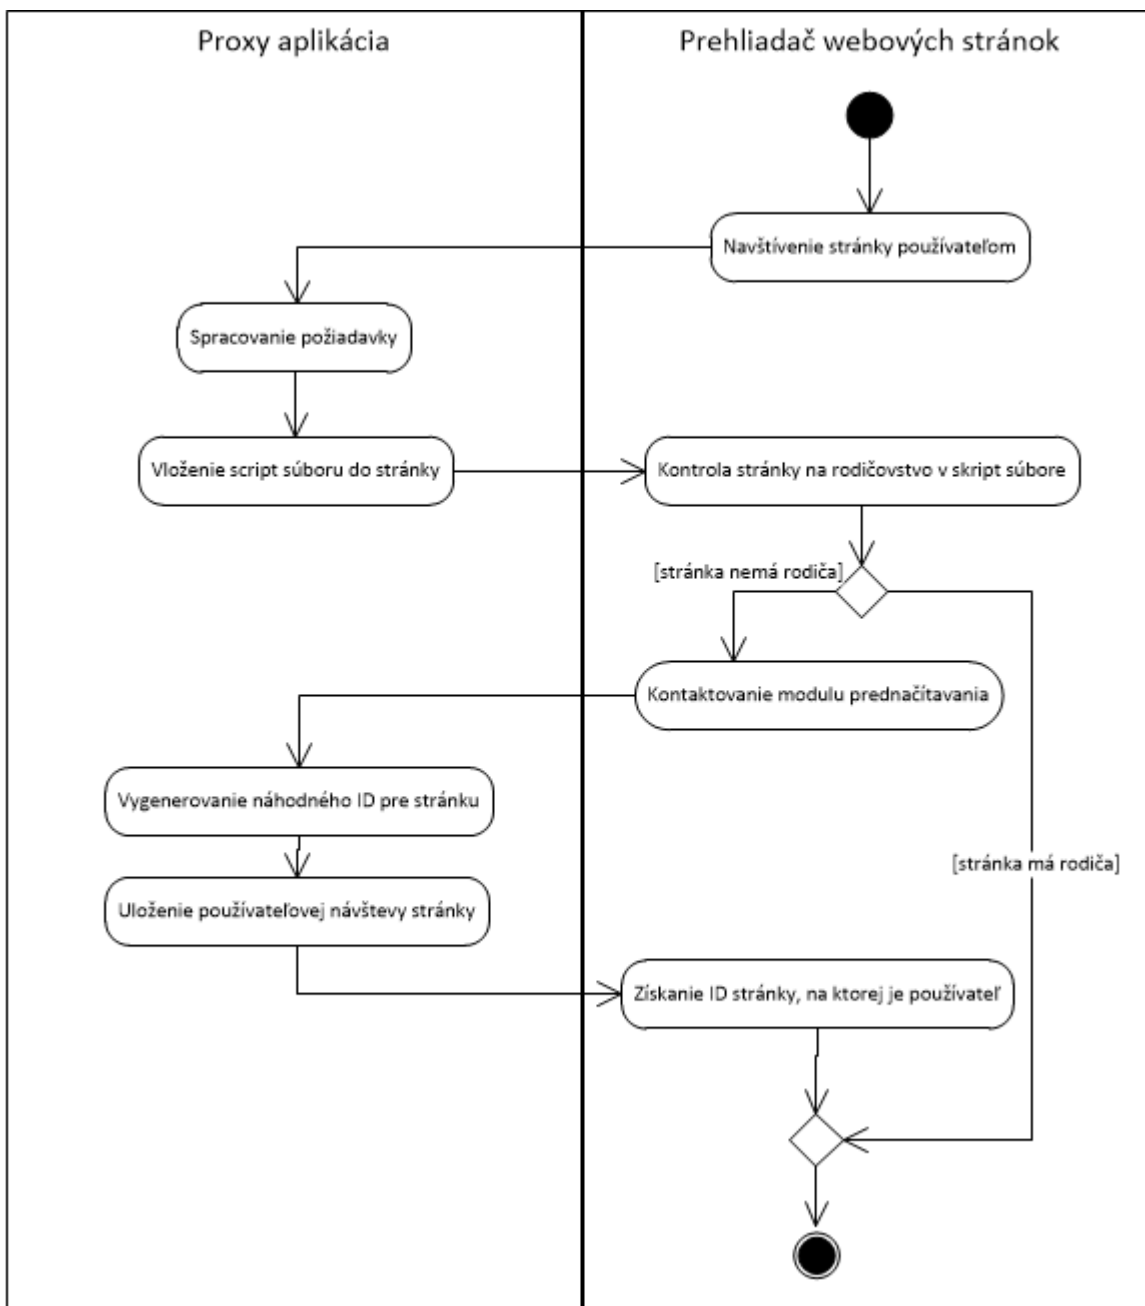 Proxy aplikácia
Prehliadač webových stránok
Navštívenie stránky používateľom
Spracovanie požiadavky
Vloženie script súboru do stránky
Kontrola stránky na rodičovstvo v skript súbore
[stránka nemá rodiča]
Kontaktovanie modulu prednačítavania
Vygenerovanie náhodného ID pre stránku
[stránka má rodiča]
Uloženie používateľovej návštevy stránky
Získanie ID stránky, na ktorej je používateľ